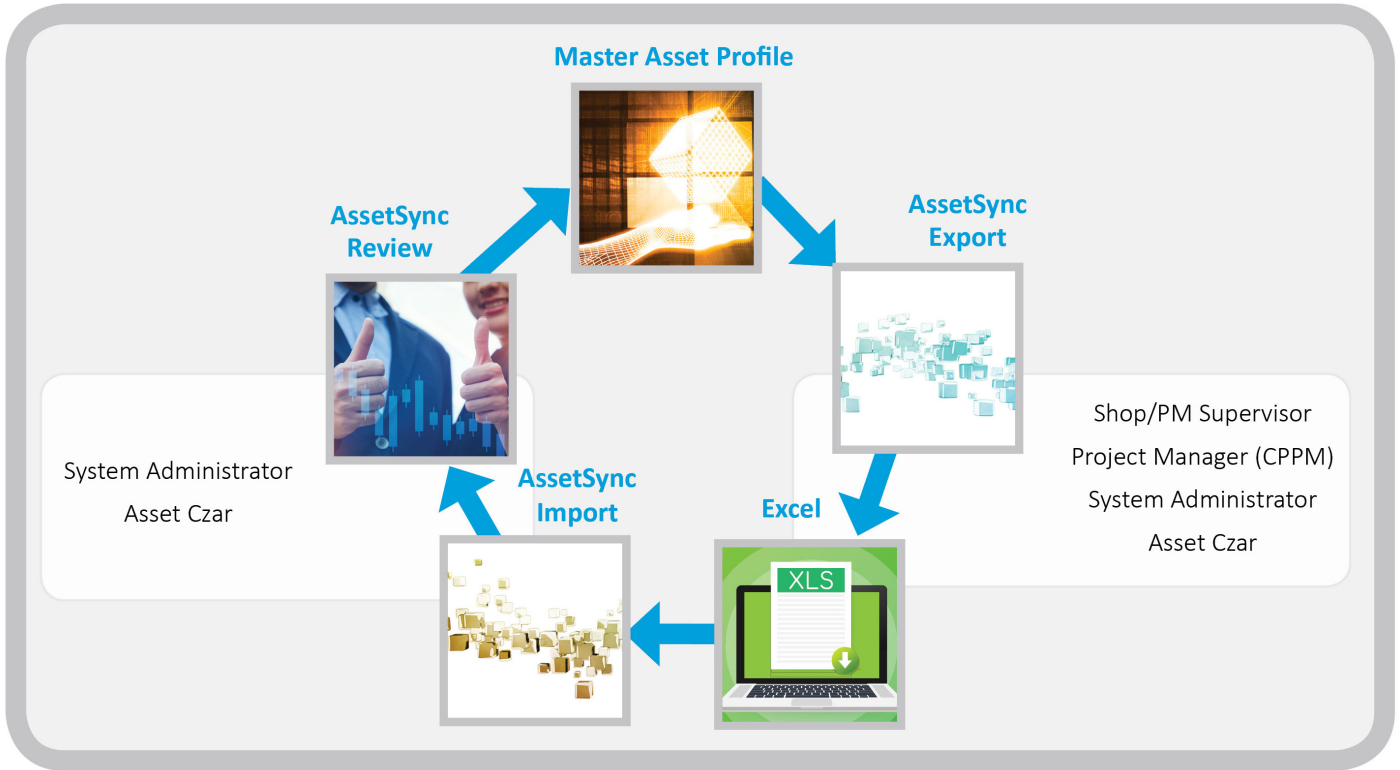 Master Asset Profile
AssetSync
Export
AssetSync
Review
Shop/PM Supervisor
Project Manager (CPPM)
System Administrator
Asset Czar
System Administrator
Asset Czar
AssetSync
Import
Excel
XLS